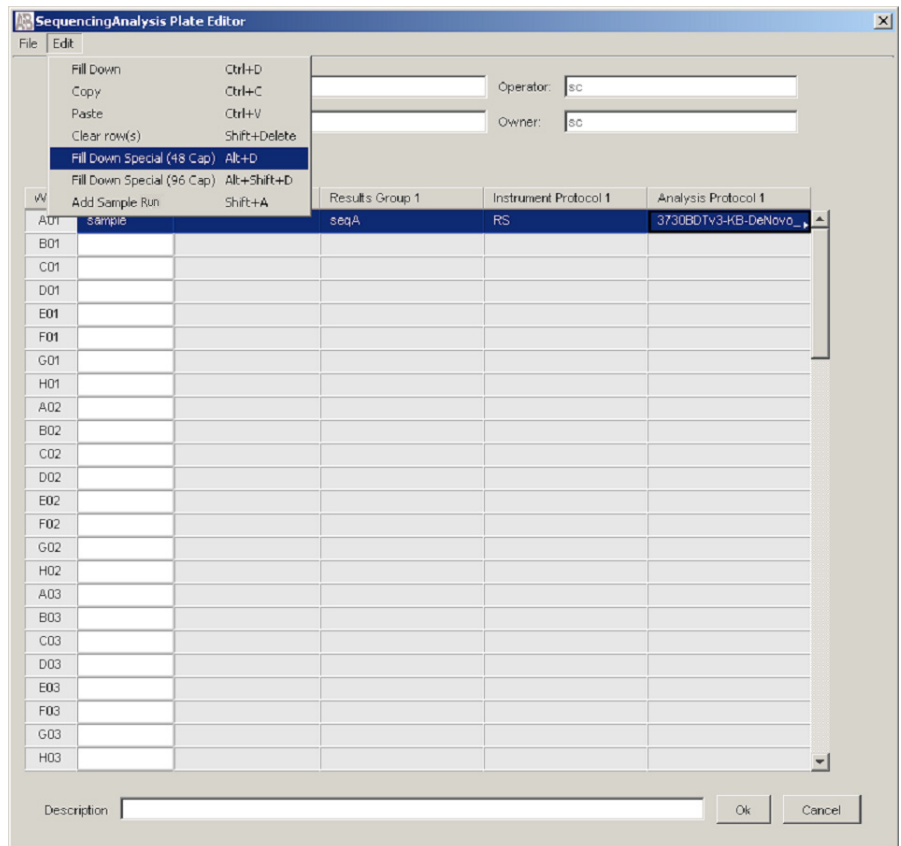 SequencingAnalysis Plate Editor
File Edit
Fill Down Ctrl+D
Copy Ctrl+C
Paste Ctrl+V
Clear row(s) Shift+Delete
Fill Down Special (48 Cap) Alt+D
Fill Down Special (96 Cap) Alt+Shift+D
Add Sample Run Shift+A
Operator: sc
Owner: sc
Results Group 1 Instrument Protocol 1 Analysis Protocol 1
A01 sample seqA RS 3730BDTv3-KB-DeNovo_
B01
C01
D01
E01
F01
G01
H01
A02
B02
C02
D02
E02
F02
G02
H02
A03
B03
C03
D03
E03
F03
G03
H03
Description Ok Cancel